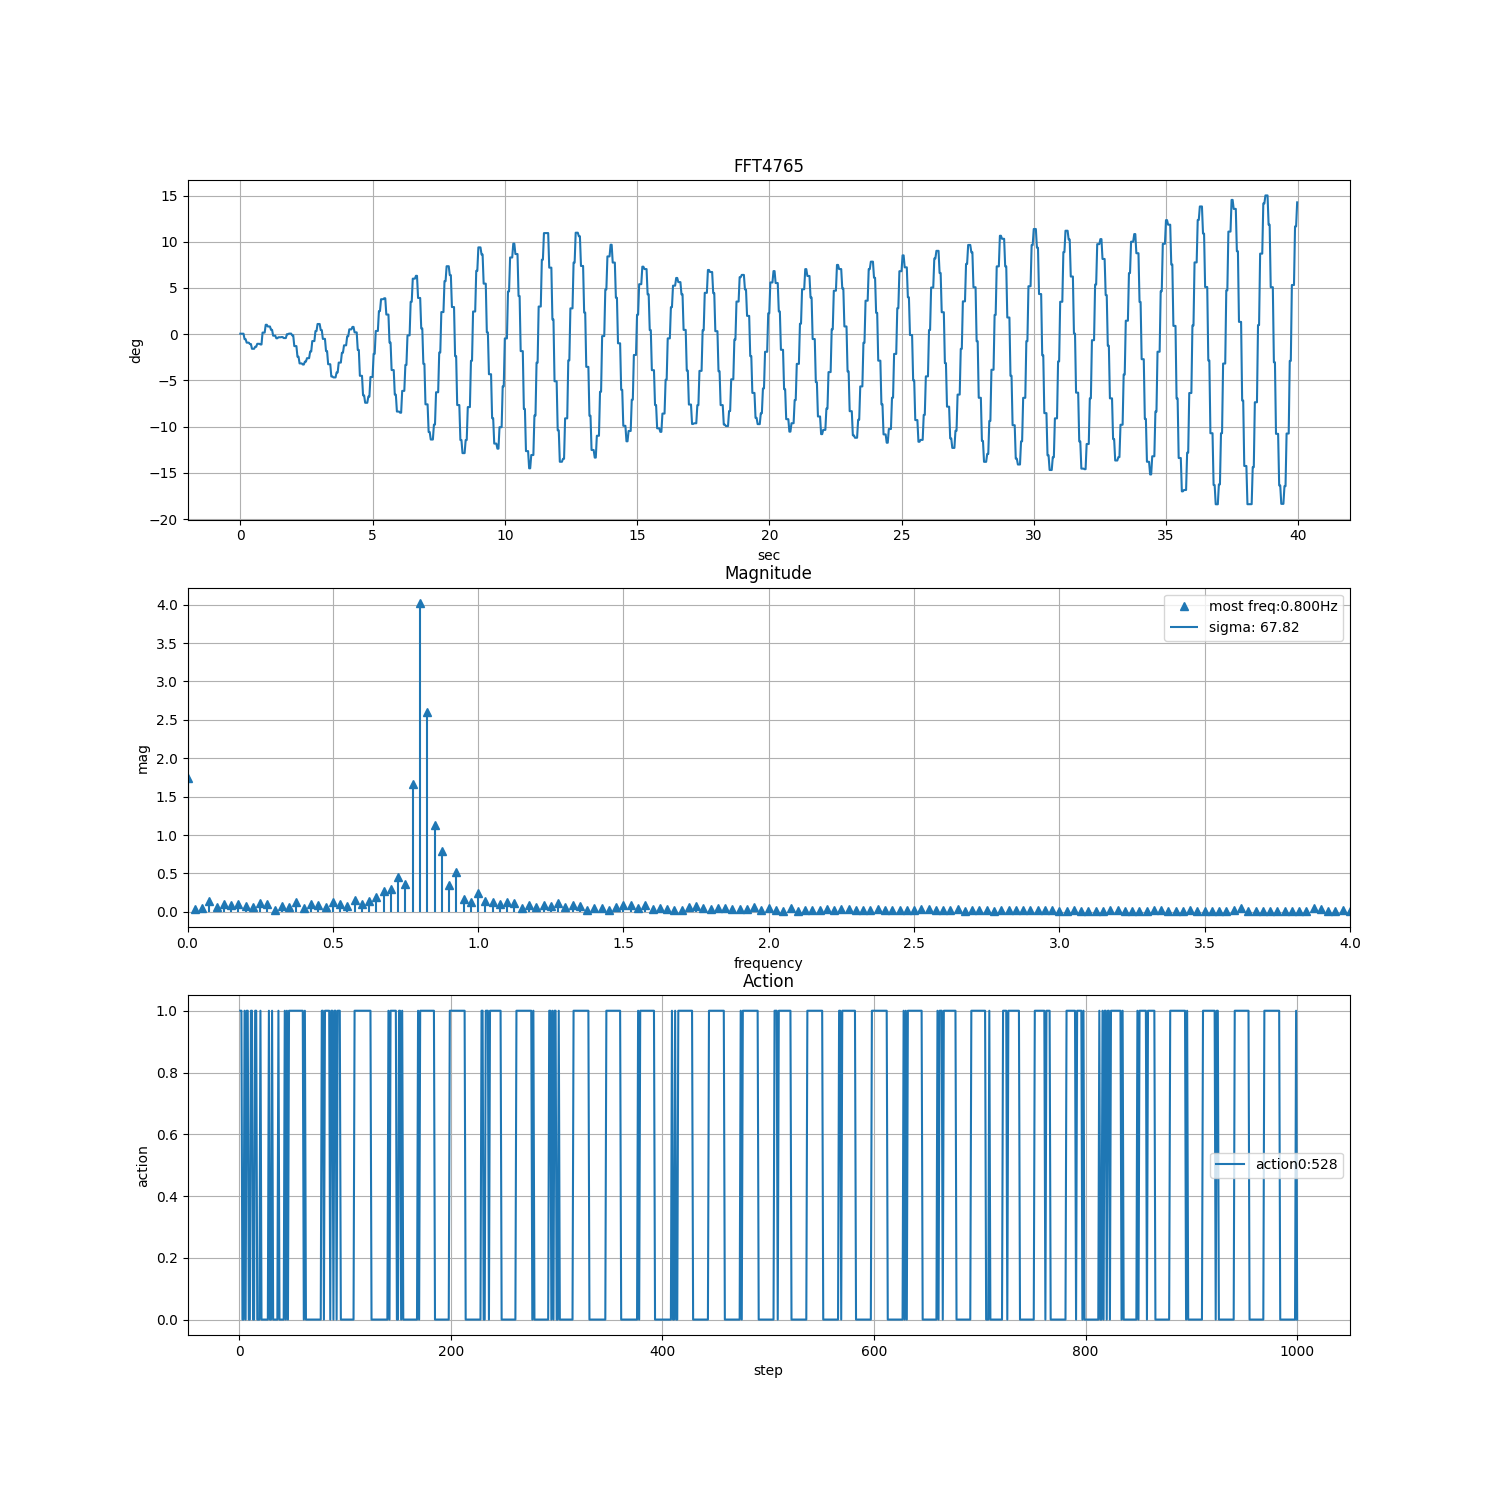 FFT4765
15
10
5
0
−5
−10
−15
−20
deg
0 5 10 15 20 25 30 35 40
sec
Magnitude
4.0
3.5
3.0
2.5
2.0
1.5
1.0
0.5
0.0
mag
most freq:0.800Hz
sigma: 67.82
0.0 0.5 1.0 1.5 2.0 2.5 3.0 3.5 4.0
frequency
Action
1.0
0.8
0.6
0.4
0.2
0.0
action
action0:528
0 200 400 600 800 1000
step